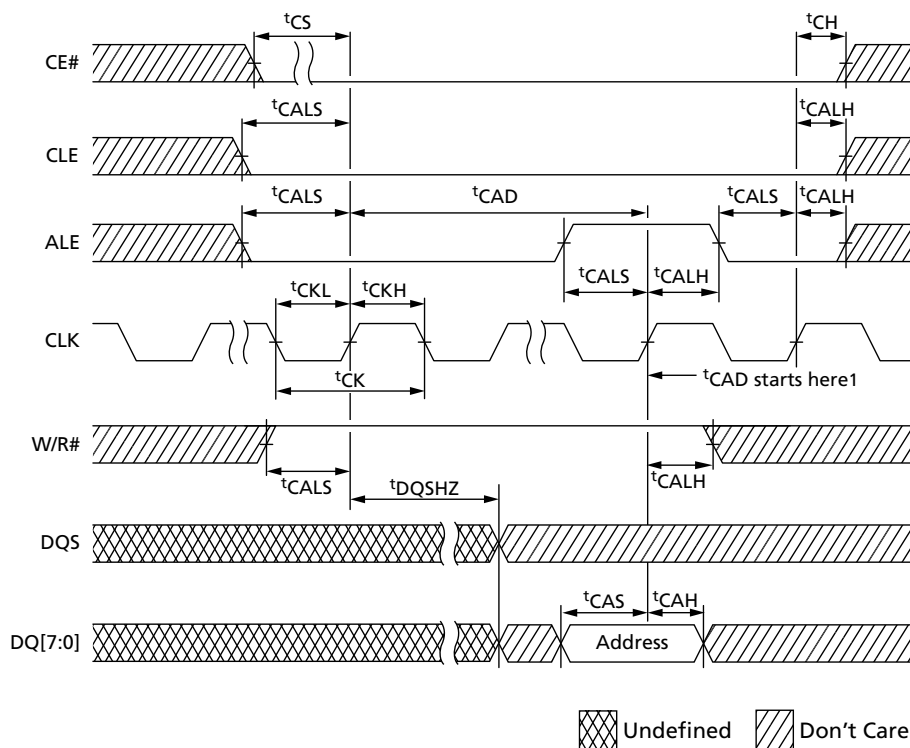 tCS tCH
CE#
tCALS tCALH
CLE
tCALS tCAD tCALS tCALH
ALE
tCALS tCALH
tCKL tCKH
CLK
tCK tCAD starts here1
W/R#
tCALS tCALH
tDQSHZ
DQS
tCAS tCAH
DQ[7:0] Address
Undefined Don't Care